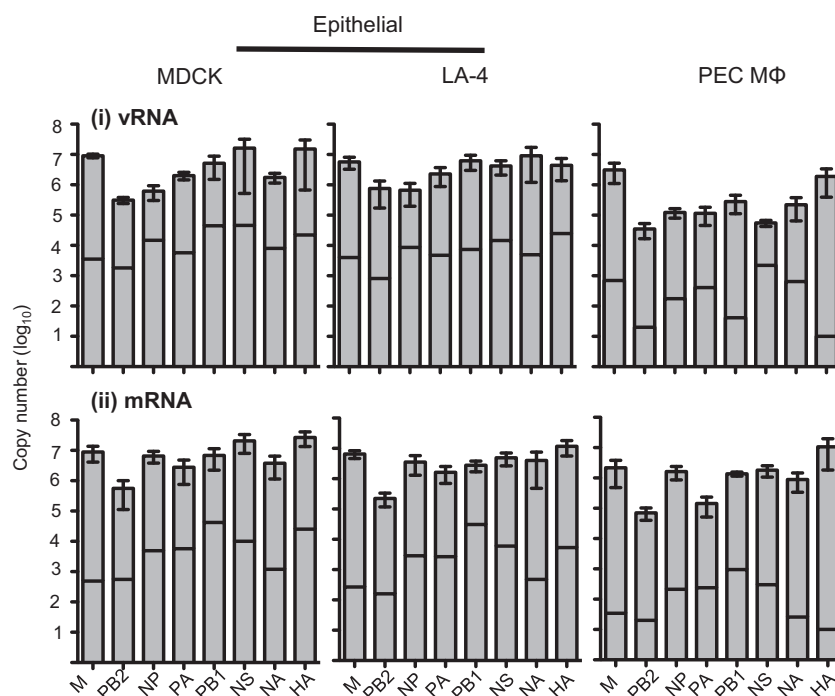 Epithelial
MDCK LA-4 PEC MΦ
(i) vRNA
8
7
6
5
4
3
2
1
(ii) mRNA
8
7
6
5
4
3
2
1
Copy number (log10)
M PB2 NP PA PB1 NS NA HA M PB2 NP PA PB1 NS NA HA M PB2 NP PA PB1 NS NA HA